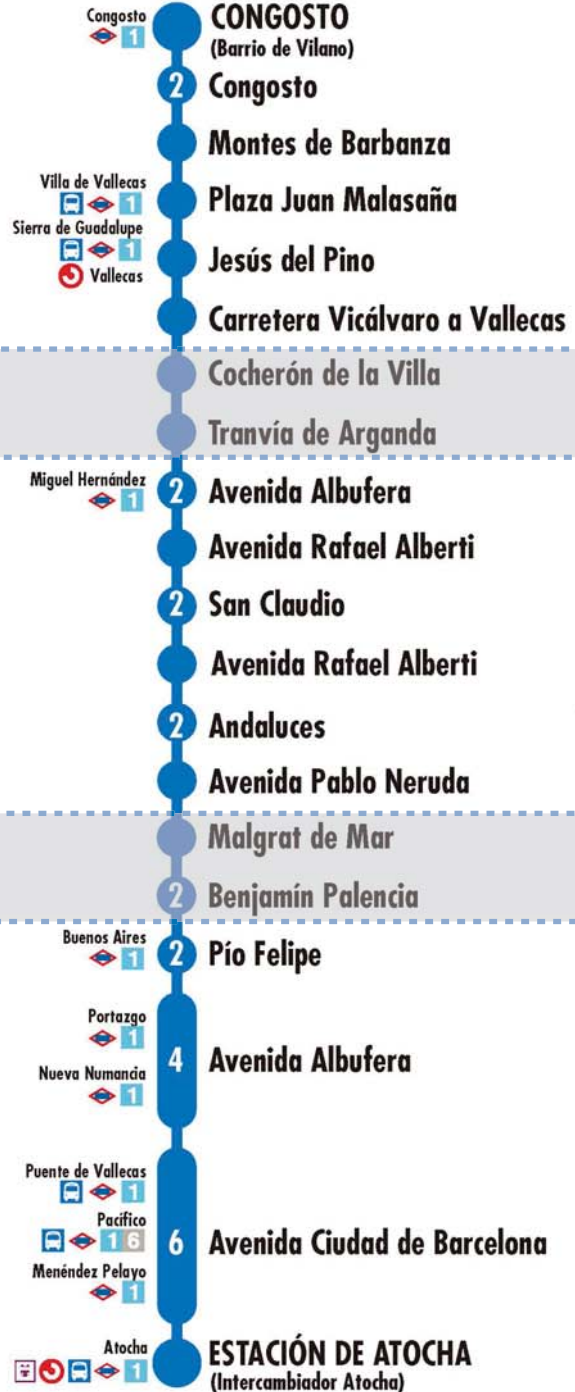 Congosto
1
CONGOSTO
(Barrio de Vilano)
2 Congosto
Montes de Barbanza
Villa de Vallecas
1
Plaza Juan Malasaña
Sierra de Guadalupe
1
Vallecas
Jesús del Pino
Carretera Vicálvaro a Vallecas
Cocherón de la Villa
Tranvía de Arganda
Miguel Hernández
1
2 Avenida Albufera
Avenida Rafael Alberti
2 San Claudio
Avenida Rafael Alberti
2 Andaluces
Avenida Pablo Neruda
Malgrat de Mar
2 Benjamín Palencia
Buenos Aires
1
2 Pío Felipe
Portazgo
1
Nueva Numancia
1
4 Avenida Albufera
Puente de Vallecas
1
Pacífico
1 6
Menéndez Pelayo
1
6 Avenida Ciudad de Barcelona
Atocha
1
ESTACIÓN DE ATOCHA
(Intercambiador Atocha)